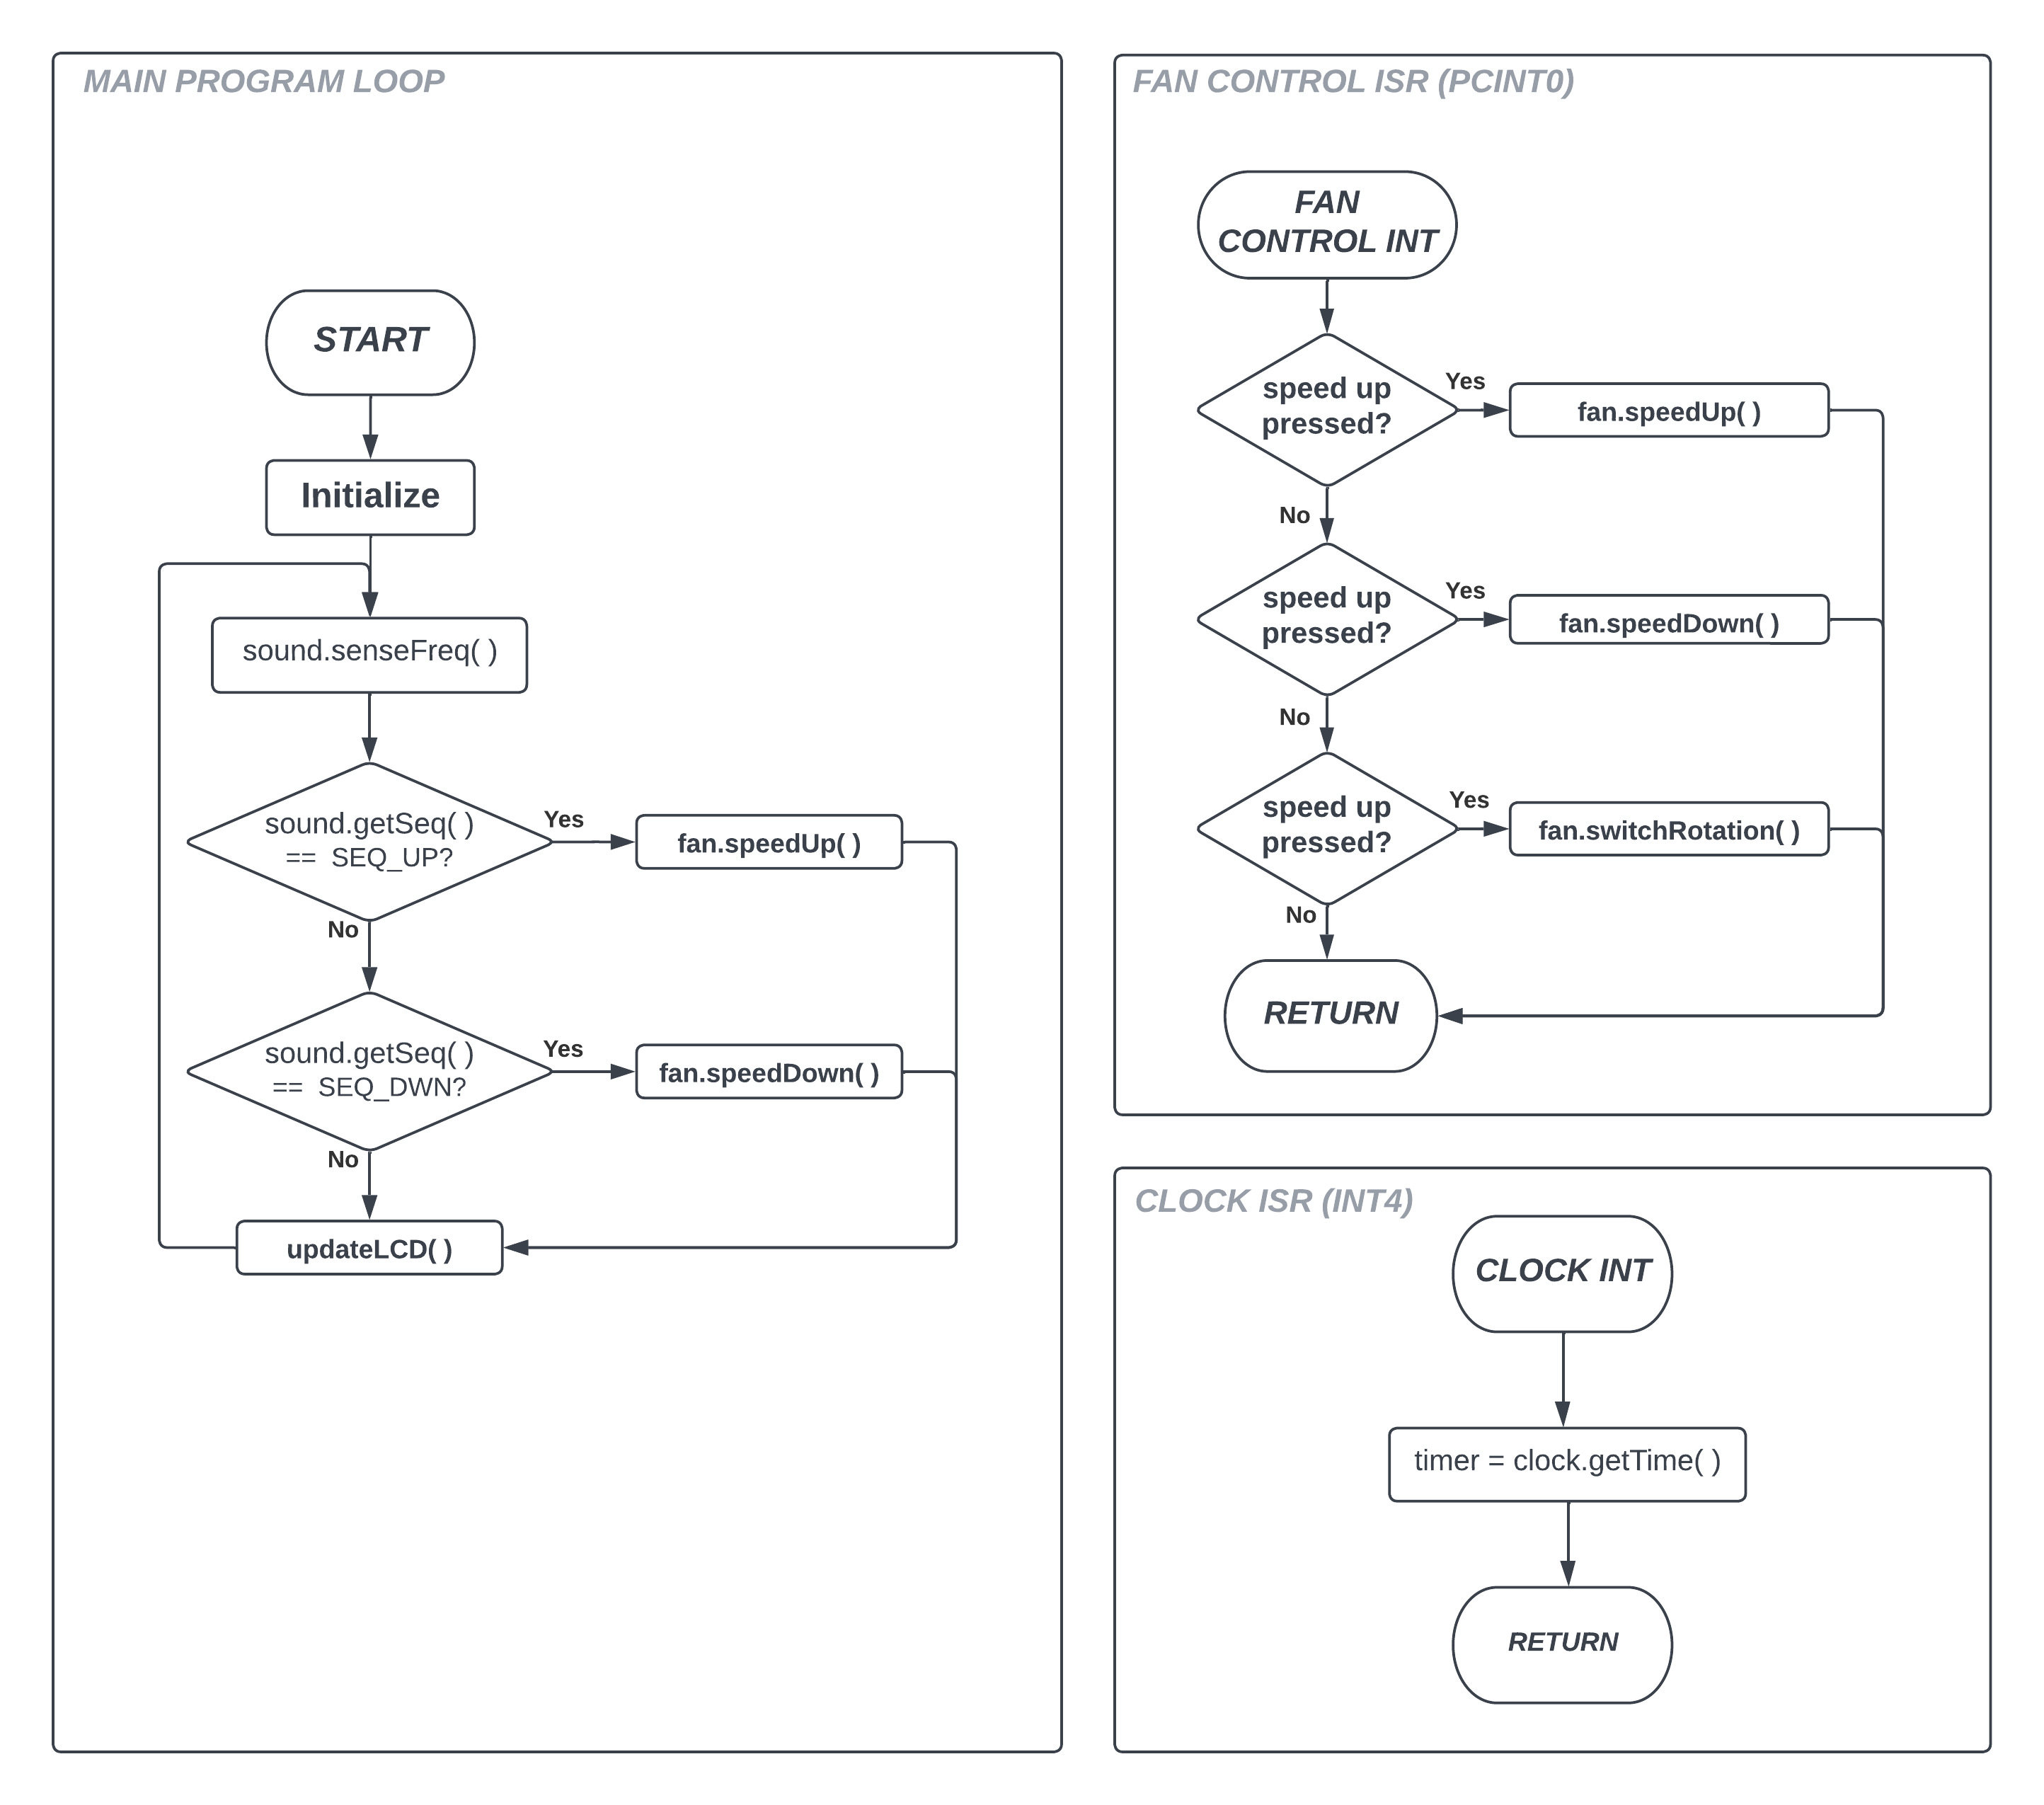 MAIN PROGRAM LOOP
START
Initialize
sound.senseFreq( )
sound.getSeq( )
== SEQ_UP?
Yes
fan.speedUp( )
No
sound.getSeq( )
== SEQ_DWN?
Yes
fan.speedDown( )
No
updateLCD( )
FAN CONTROL ISR (PCINT0)
FAN
CONTROL INT
speed up
pressed?
Yes
fan.speedUp( )
No
speed up
pressed?
Yes
fan.speedDown( )
No
speed up
pressed?
Yes
fan.switchRotation( )
No
RETURN
CLOCK ISR (INT4)
CLOCK INT
timer = clock.getTime( )
RETURN